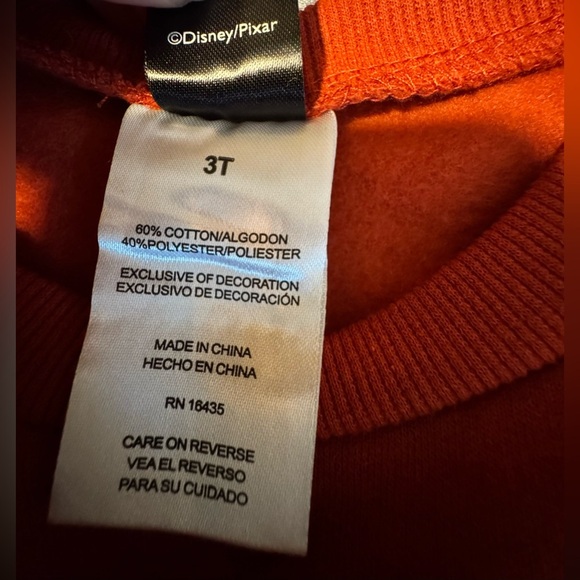 ©Disney/Pixar
3T
60% COTTON/ALGODON
40%POLYESTER/POLIESTER
EXCLUSIVE OF DECORATION
EXCLUSIVO DE DECORACIÓN
MADE IN CHINA
HECHO EN CHINA
RN 16435
CARE ON REVERSE
VEA EL REVERSO
PARA SU CUIDADO